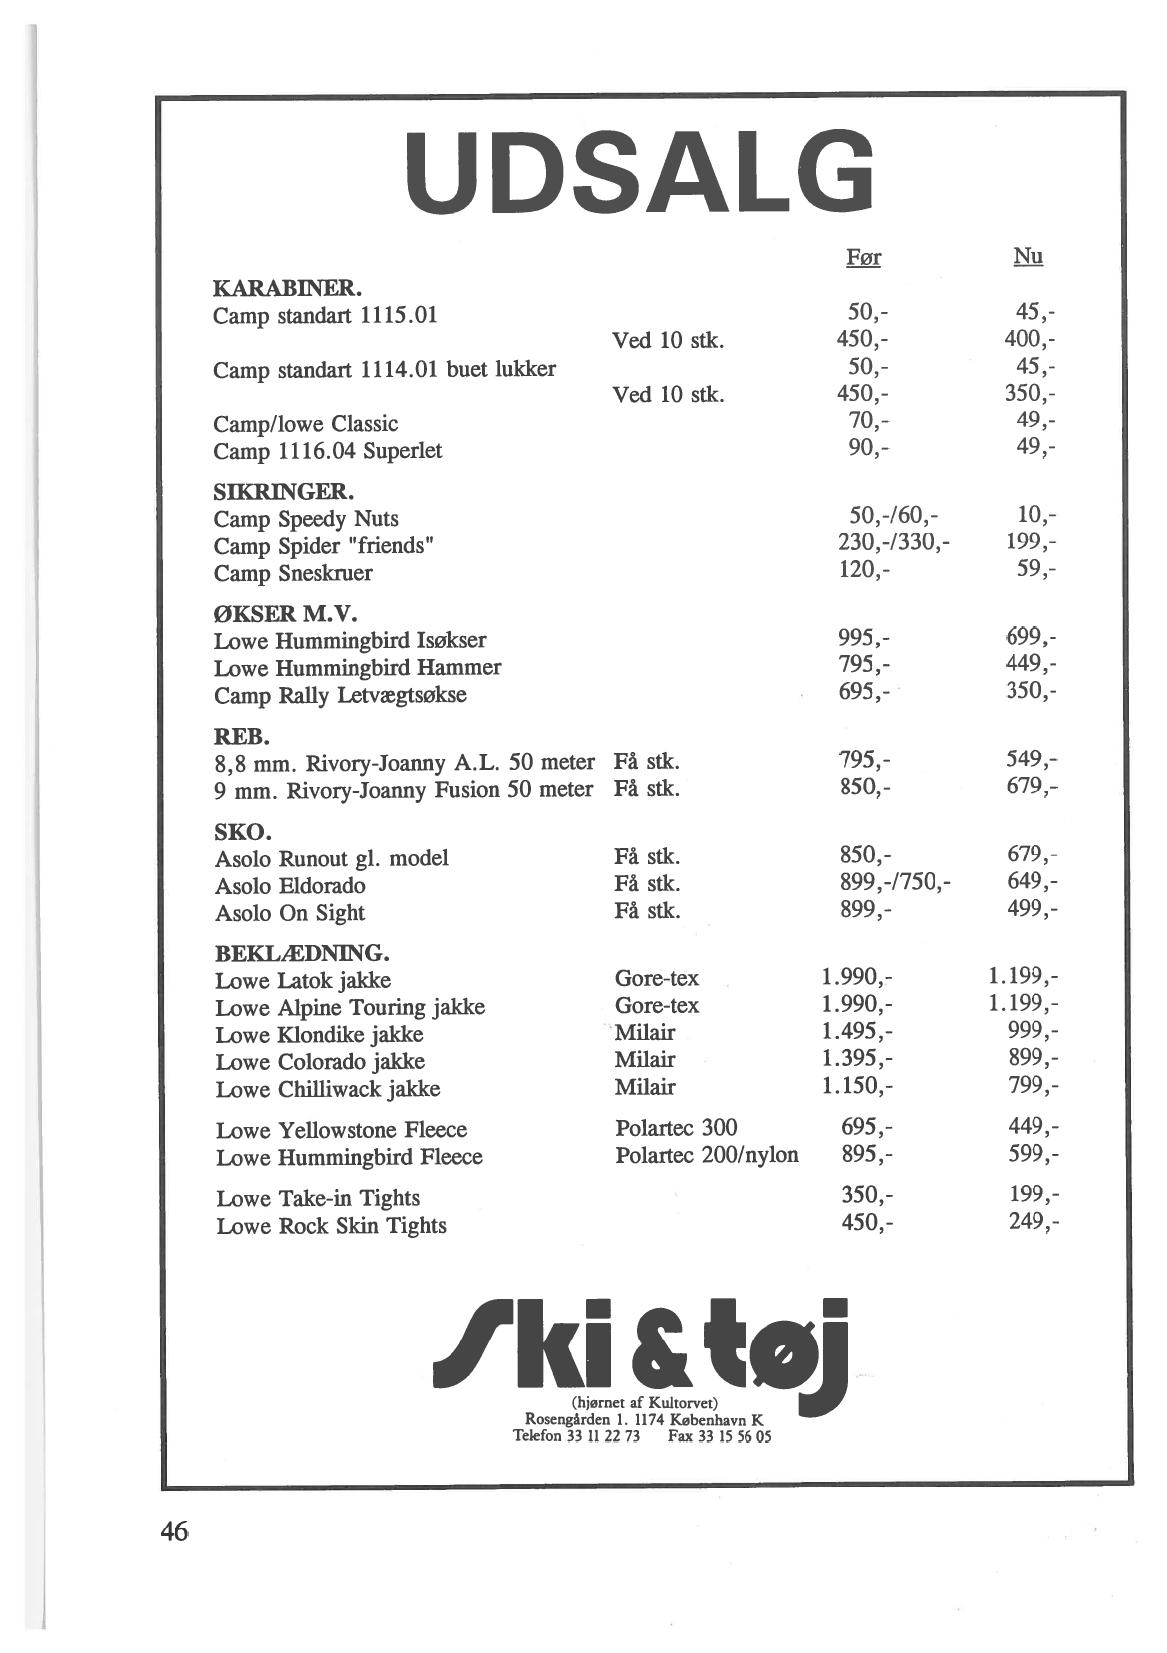 UDSALG
Før Nu
KARABINER.
Camp standart 1115.01 50,- 45,-
Ved 10 stk. 450,- 400,-
Camp standart 1114.01 buet lukker 50,- 45,-
Ved 10 stk. 450,- 350,-
Camp/lowe Classic 70,- 49,-
Camp 1116.04 Superlet 90,- 49,-
SIKRINGER.
Camp Speedy Nuts 50,-/60,- 10,-
Camp Spider "friends" 230,-/330,- 199,-
Camp Sneskruer 120,- 59,-
ØKSER M.V.
Lowe Hummingbird Isøkser 995,- 699,-
Lowe Hummingbird Hammer 795,- 449,-
Camp Rally Letvægtsøkse 695,- 350,-
REB.
8,8 mm. Rivory-Joanny A.L. 50 meter Få stk. 795,- 549,-
9 mm. Rivory-Joanny Fusion 50 meter Få stk. 850,- 679,-
SKO.
Asolo Runout gl. model Få stk. 850,- 679,-
Asolo Eldorado Få stk. 899,-/750,- 649,-
Asolo On Sight Få stk. 899,- 499,-
BEKLÆDNING.
Lowe Latok jakke Gore-tex 1.990,- 1.199,-
Lowe Alpine Touring jakke Gore-tex 1.990,- 1.199,-
Lowe Klondike jakke Milair 1.495,- 999,-
Lowe Colorado jakke Milair 1.395,- 899,-
Lowe Chilliwack jakke Milair 1.150,- 799,-
Lowe Yellowstone Fleece Polartec 300 695,- 449,-
Lowe Hummingbird Fleece Polartec 200/nylon 895,- 599,-
Lowe Take-in Tights 350,- 199,-
Lowe Rock Skin Tights 450,- 249,-
Ski & tøj
(hjørnet af Kultorvet)
Rosengården 1. 1174 København K
Telefon 33 11 22 73 Fax 33 15 56 05
46